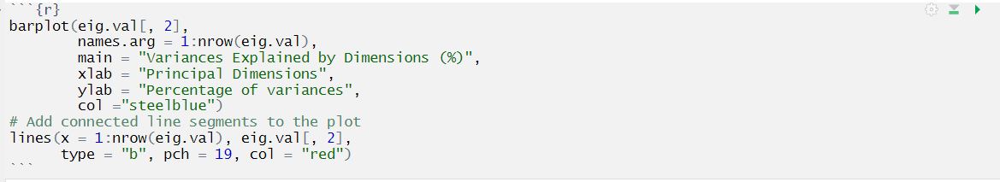 ```{r}
barplot(eig.val[, 2],
        names.arg = 1:nrow(eig.val),
        main = "Variances Explained by Dimensions (%)",
        xlab = "Principal Dimensions",
        ylab = "Percentage of variances",
        col ="steelblue")
# Add connected line segments to the plot
lines(x = 1:nrow(eig.val), eig.val[, 2],
      type = "b", pch = 19, col = "red")
```